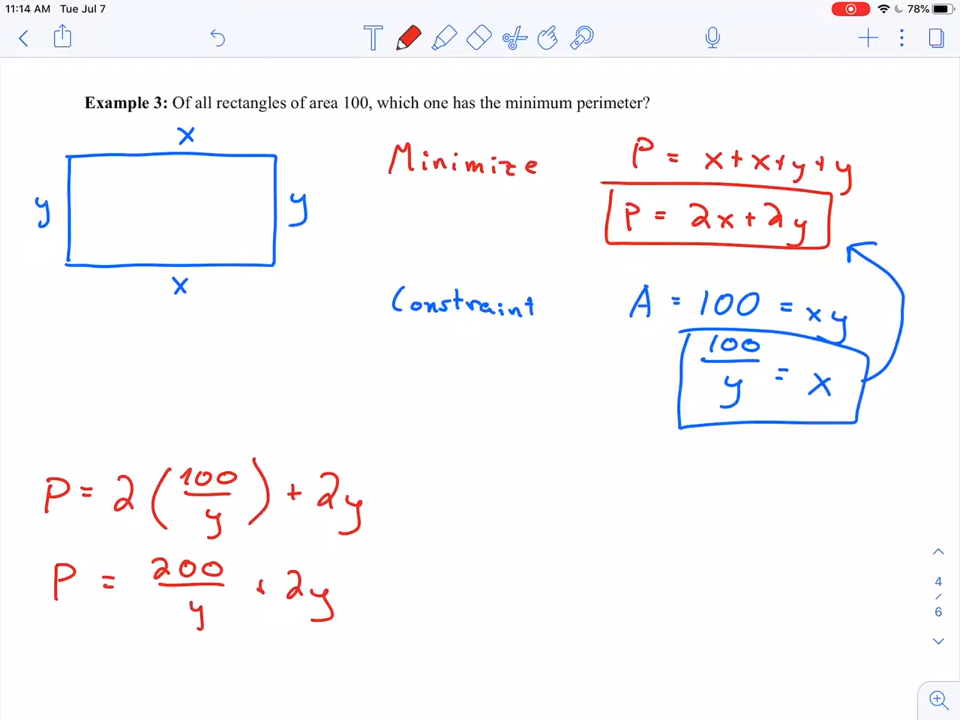 11:14 AM Tue Jul 7
78%
T
Example 3: Of all rectangles of area 100, which one has the minimum perimeter?
x
y
y
x
Minimize
P = x+x+y+y
P = 2x+2y
Constraint
A = 100 = xy
100/y = x
P = 2(100/y) + 2y
P = 200/y + 2y
4
/
6